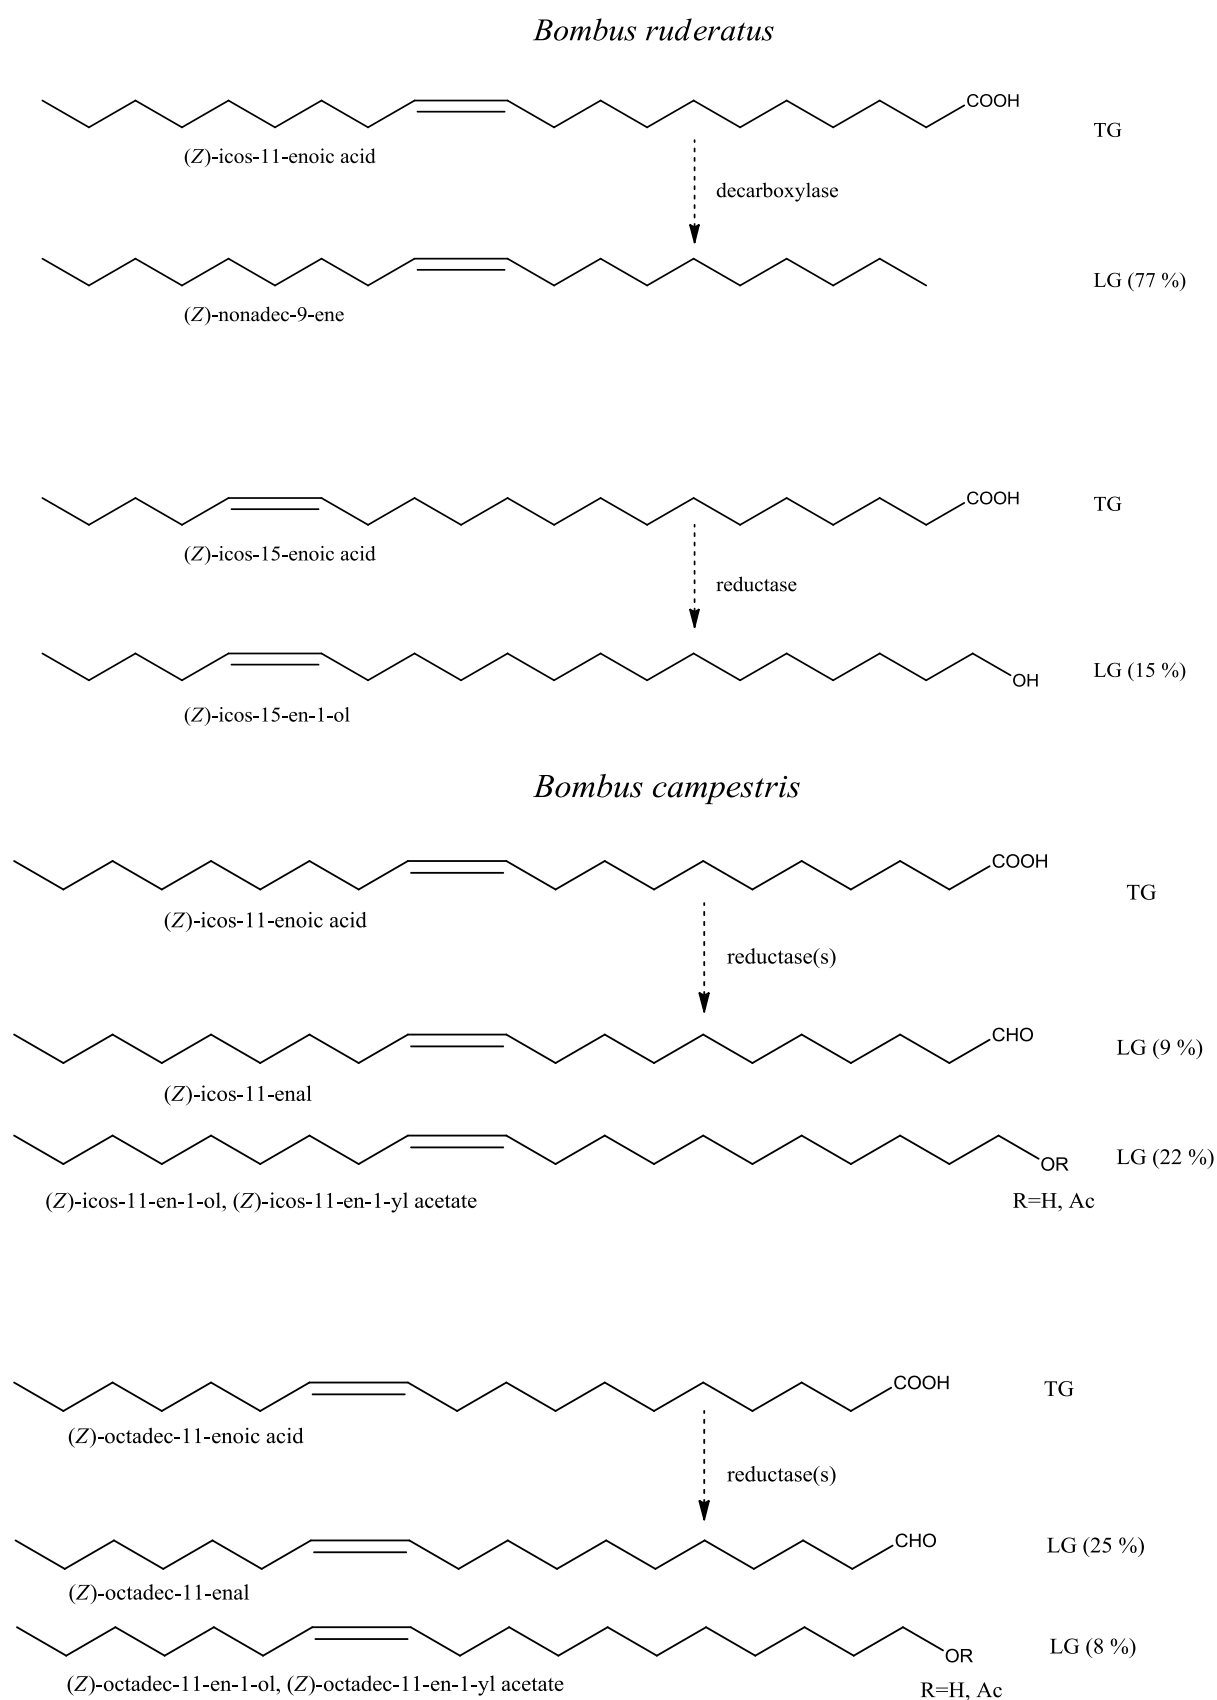 Bombus ruderatus
COOH
TG
(Z)-icos-11-enoic acid
decarboxylase
LG (77 %)
(Z)-nonadec-9-ene
COOH
TG
(Z)-icos-15-enoic acid
reductase
LG (15 %)
OH
(Z)-icos-15-en-1-ol
Bombus campestris
COOH
TG
(Z)-icos-11-enoic acid
reductase(s)
CHO
LG (9 %)
(Z)-icos-11-enal
LG (22 %)
OR
(Z)-icos-11-en-1-ol, (Z)-icos-11-en-1-yl acetate
R=H, Ac
COOH
TG
(Z)-octadec-11-enoic acid
reductase(s)
CHO
LG (25 %)
(Z)-octadec-11-enal
LG (8 %)
OR
(Z)-octadec-11-en-1-ol, (Z)-octadec-11-en-1-yl acetate
R=H, Ac